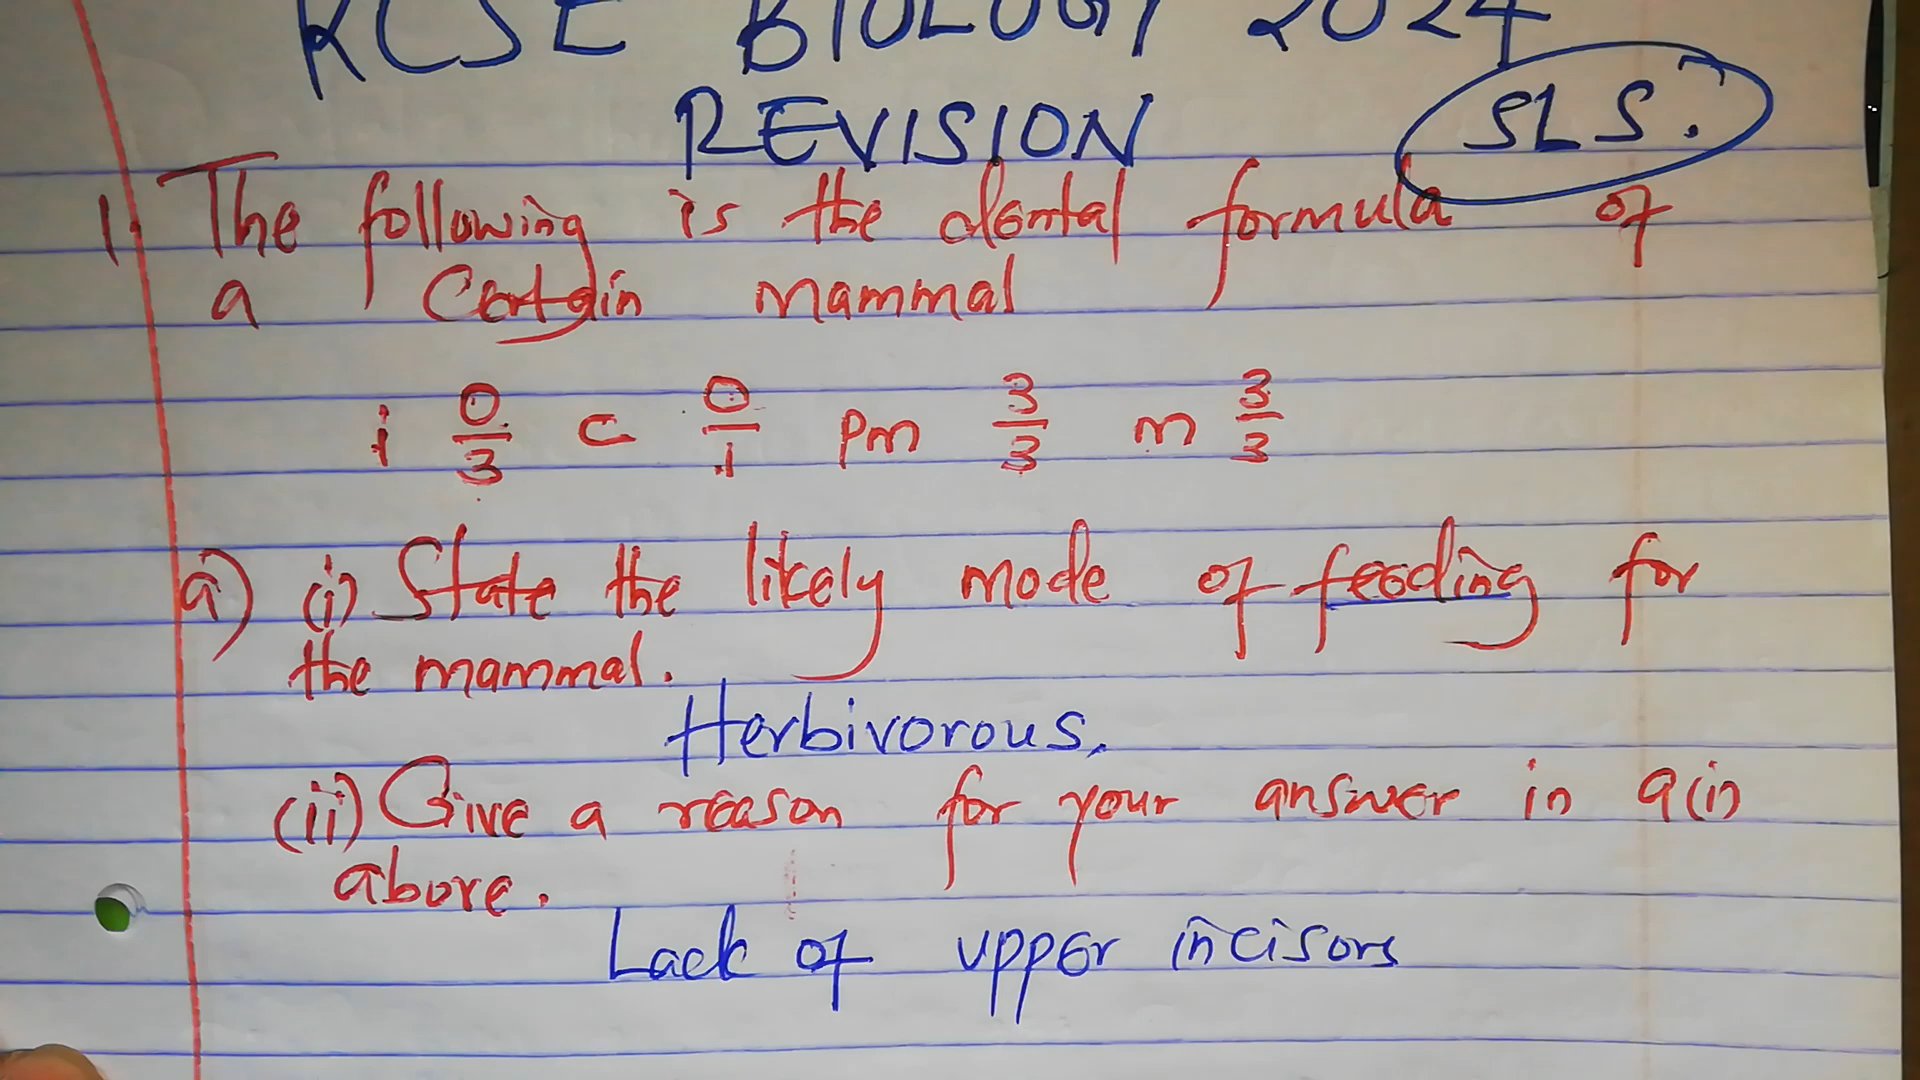 KCSE BIOLOGY 2024
REVISION SLS.
1. The following is the dental formula of
a certain mammal
i 0/3 c 0/1 pm 3/3 m 3/3
a) (i) State the likely mode of feeding for
the mammal.
Herbivorous.
(ii) Give a reason for your answer in a(i)
above.
Lack of upper incisors